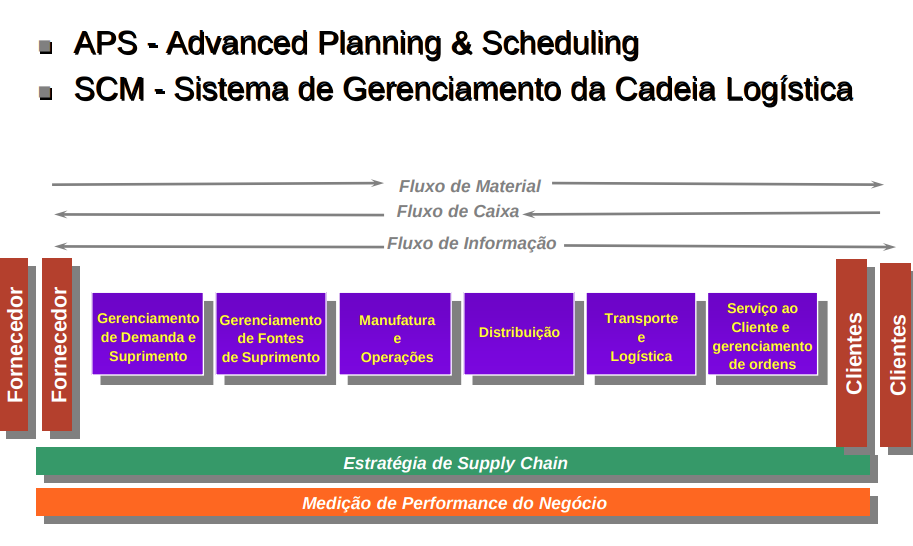 APS - Advanced Planning & Scheduling
SCM - Sistema de Gerenciamento da Cadeia Logística
Fluxo de Material
Fluxo de Caixa
Fluxo de Informação
Fornecedor
Fornecedor
Gerenciamento
de Demanda e
Suprimento
Gerenciamento
de Fontes
de Suprimento
Manufatura
e
Operações
Distribuição
Transporte
e
Logística
Serviço ao
Cliente e
gerenciamento
de ordens
Clientes
Clientes
Estratégia de Supply Chain
Medição de Performance do Negócio